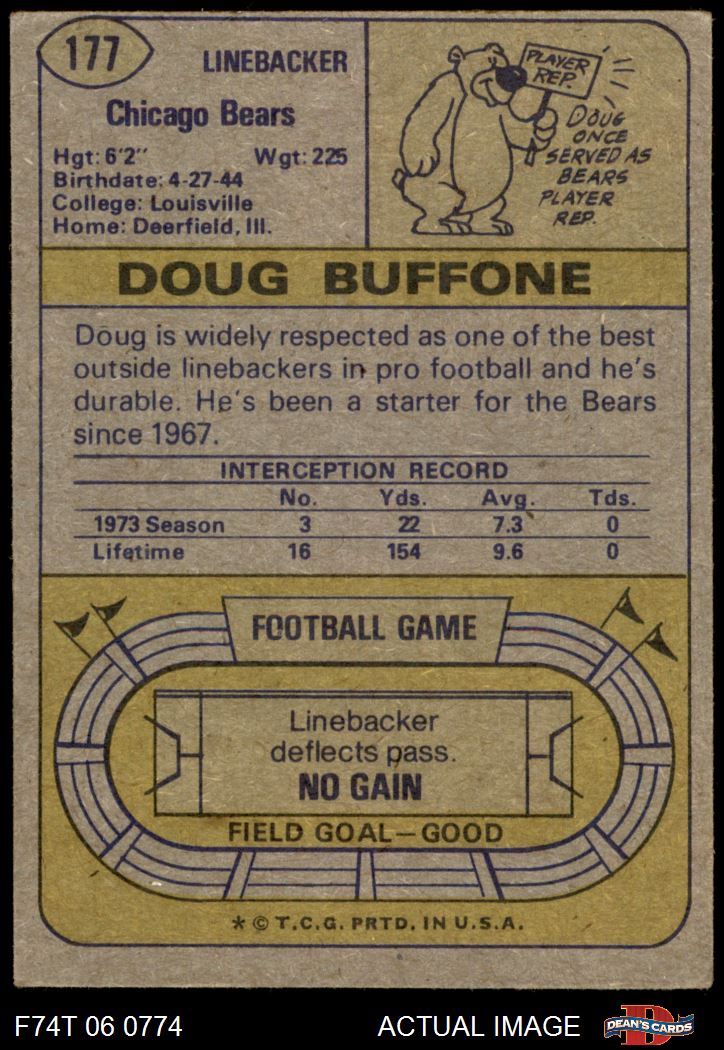 177
LINEBACKER
Chicago Bears
Hgt: 6'2" Wgt: 225
Birthdate: 4-27-44
College: Louisville
Home: Deerfield, Ill.
PLAYER
REP.
DOUG
ONCE
SERVED AS
BEARS
PLAYER
REP.
DOUG BUFFONE
Doug is widely respected as one of the best
outside linebackers in pro football and he's
durable. He's been a starter for the Bears
since 1967.
INTERCEPTION RECORD
No. Yds. Avg. Tds.
1973 Season 3 22 7.3 0
Lifetime 16 154 9.6 0
FOOTBALL GAME
Linebacker
deflects pass.
NO GAIN
FIELD GOAL—GOOD
* © T.C.G. PRTD. IN U.S.A.
F74T 06 0774 ACTUAL IMAGE
D
DEAN'S CARDS